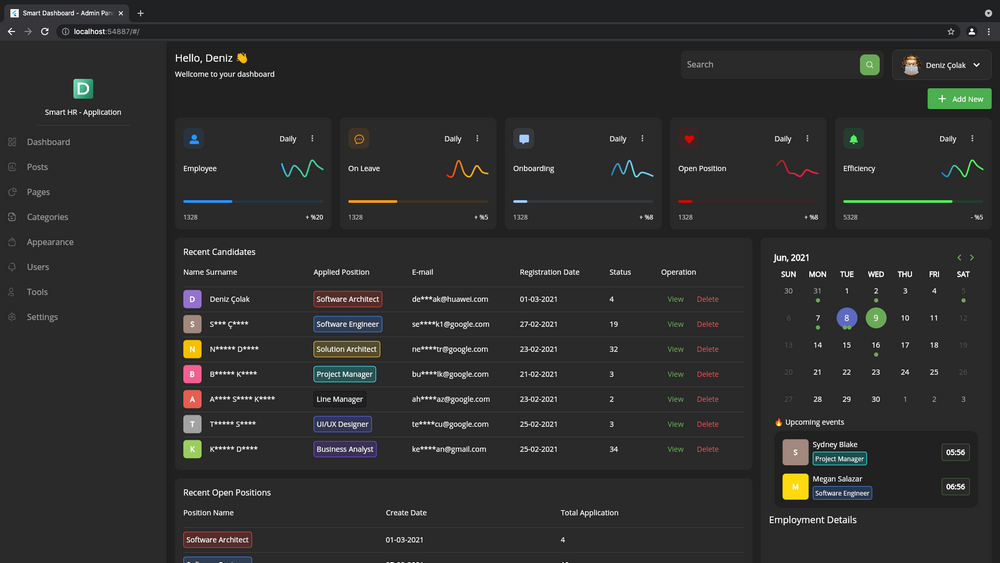 Smart Dashboard - Admin Pan
localhost:54887/#/
D
Smart HR - Application
Dashboard
Posts
Pages
Categories
Appearance
Users
Tools
Settings
Hello, Deniz 👋
Wellcome to your dashboard
Search
Deniz Çolak
+ Add New
Daily
Employee
1328 + %20
Daily
On Leave
1328 + %5
Daily
Onboarding
1328 + %8
Daily
Open Position
1328 + %8
Daily
Efficiency
5328 - %5
Recent Candidates
Name Surname Applied Position E-mail Registration Date Status Operation
D Deniz Çolak Software Architect de***ak@huawei.com 01-03-2021 4 View Delete
S S*** Ç**** Software Engineer se****k1@google.com 27-02-2021 19 View Delete
N N***** D**** Solution Architect ne****tr@google.com 23-02-2021 32 View Delete
B B***** K**** Project Manager bu****lk@google.com 21-02-2021 3 View Delete
A A**** S**** K**** Line Manager ah****az@google.com 23-02-2021 2 View Delete
T T***** S**** UI/UX Designer te****cu@google.com 25-02-2021 3 View Delete
K K***** D**** Business Analyst ke****an@gmail.com 25-02-2021 34 View Delete
Recent Open Positions
Position Name Create Date Total Application
Software Architect 01-03-2021 4
Jun, 2021
SUN MON TUE WED THU FRI SAT
30 31 1 2 3 4 5
6 7 8 9 10 11 12
13 14 15 16 17 18 19
20 21 22 23 24 25 26
27 28 29 30 1 2 3
🔥 Upcoming events
S Sydney Blake
Project Manager
05:56
M Megan Salazar
Software Engineer
06:56
Employment Details